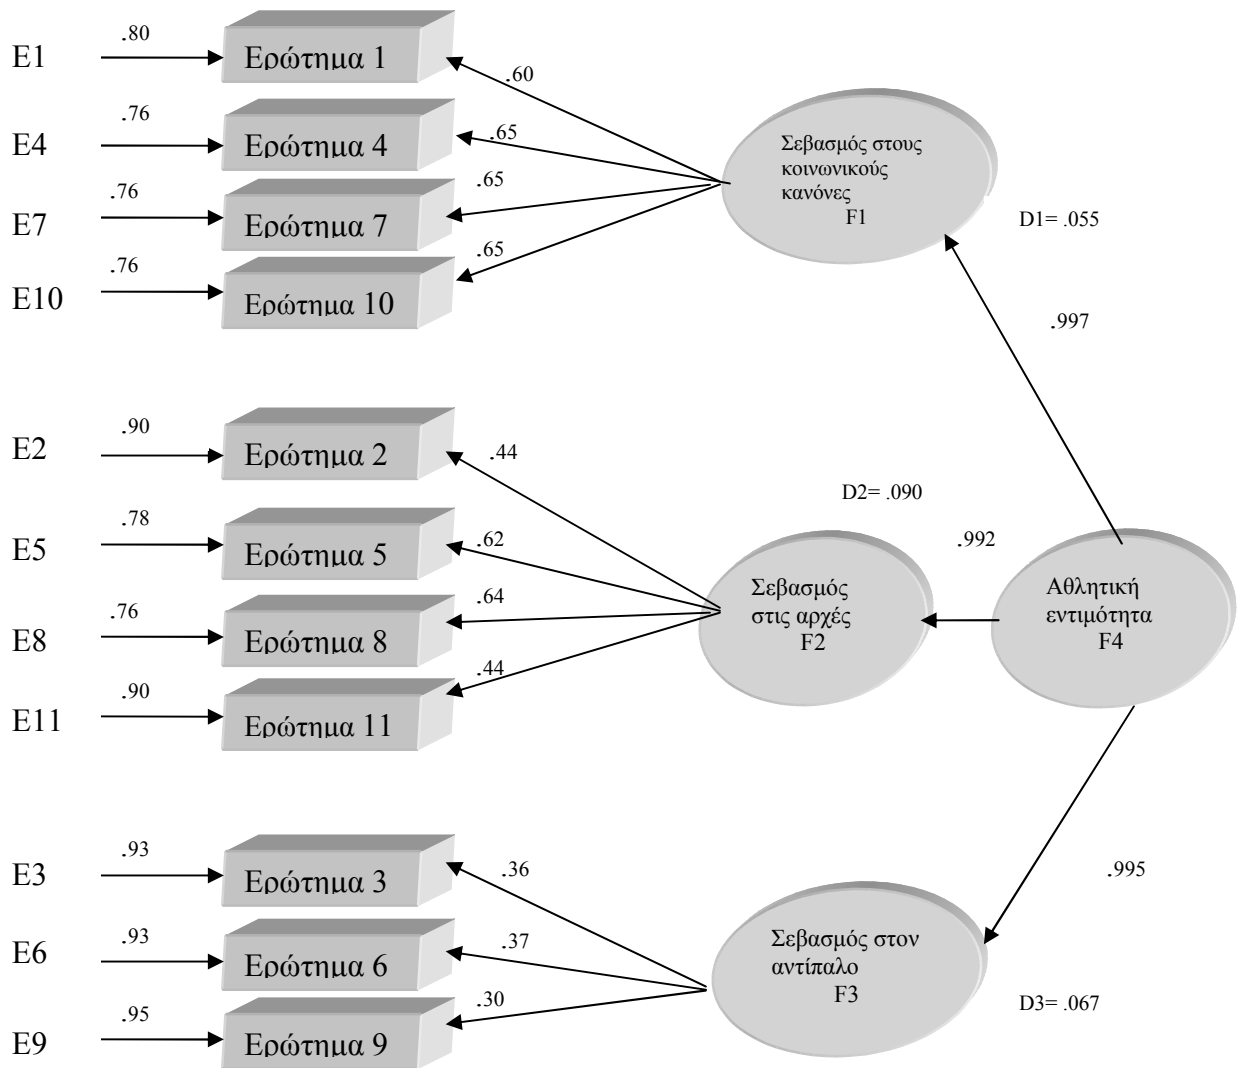 E1
.80
Ερώτημα 1
.60
E4
.76
Ερώτημα 4
.65
E7
.76
Ερώτημα 7
.65
E10
.76
Ερώτημα 10
.65
Σεβασμός στους
κοινωνικούς
κανόνες
F1
D1= .055
.997
E2
.90
Ερώτημα 2
.44
E5
.78
Ερώτημα 5
.62
E8
.76
Ερώτημα 8
.64
E11
.90
Ερώτημα 11
.44
D2= .090
.992
Σεβασμός
στις αρχές
F2
Αθλητική
εντιμότητα
F4
E3
.93
Ερώτημα 3
.36
E6
.93
Ερώτημα 6
.37
E9
.95
Ερώτημα 9
.30
.995
Σεβασμός στον
αντίπαλο
F3
D3= .067